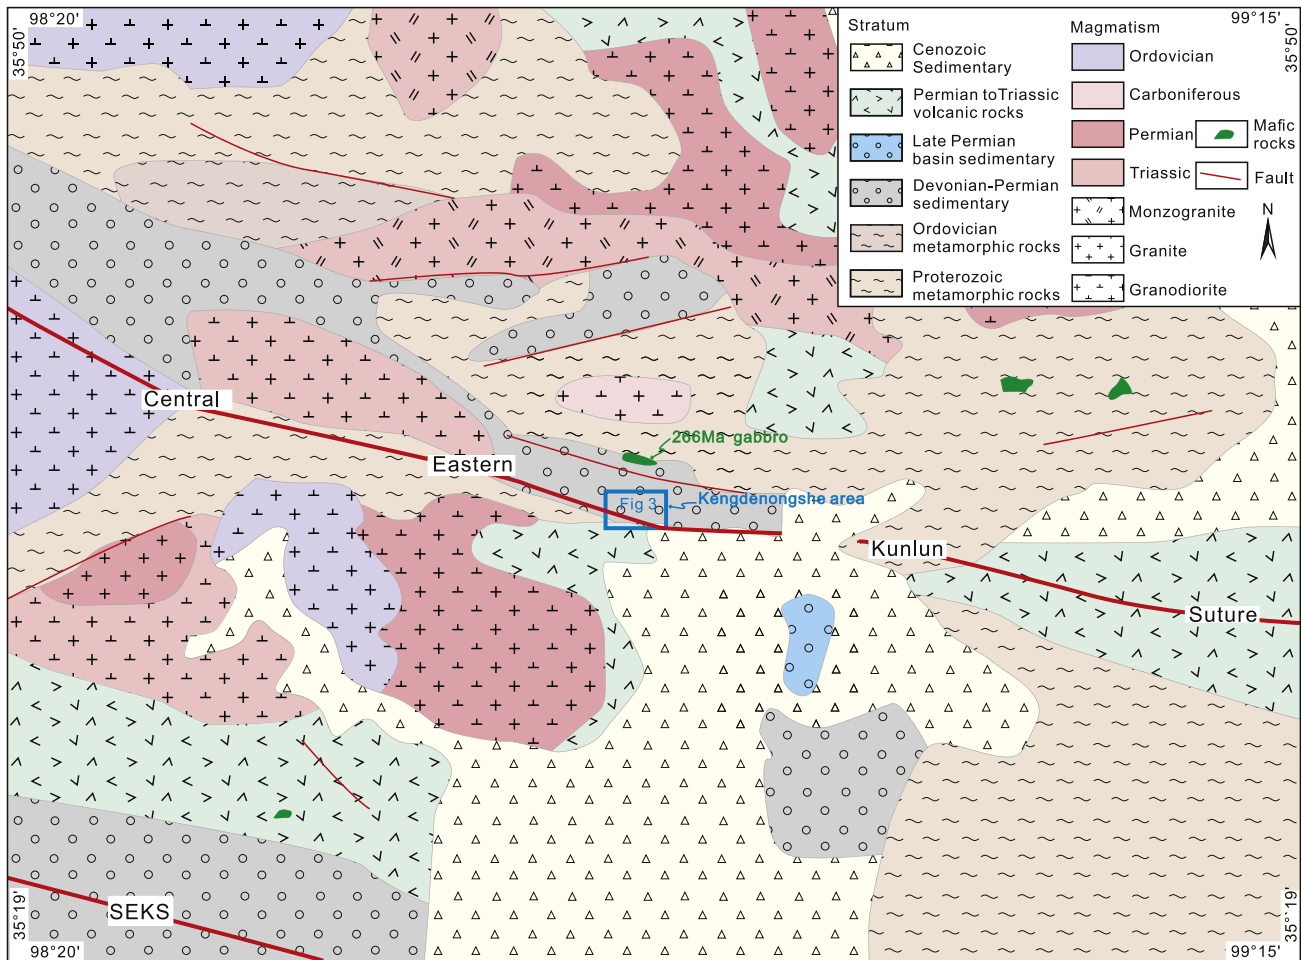 98°20'
99°15'
35°50'
35°50'
Stratum
Cenozoic
Sedimentary
Permian toTriassic
volcanic rocks
Late Permian
basin sedimentary
Devonian-Permian
sedimentary
Ordovician
metamorphic rocks
Proterozoic
metamorphic rocks
Magmatism
Ordovician
Carboniferous
Permian
Triassic
Monzogranite
Granite
Granodiorite
Mafic
rocks
Fault
N
Central
266Ma gabbro
Eastern
Fig 3
Kengdenongshe area
Kunlun
Suture
SEKS
35°19'
35°19'
98°20'
99°15'